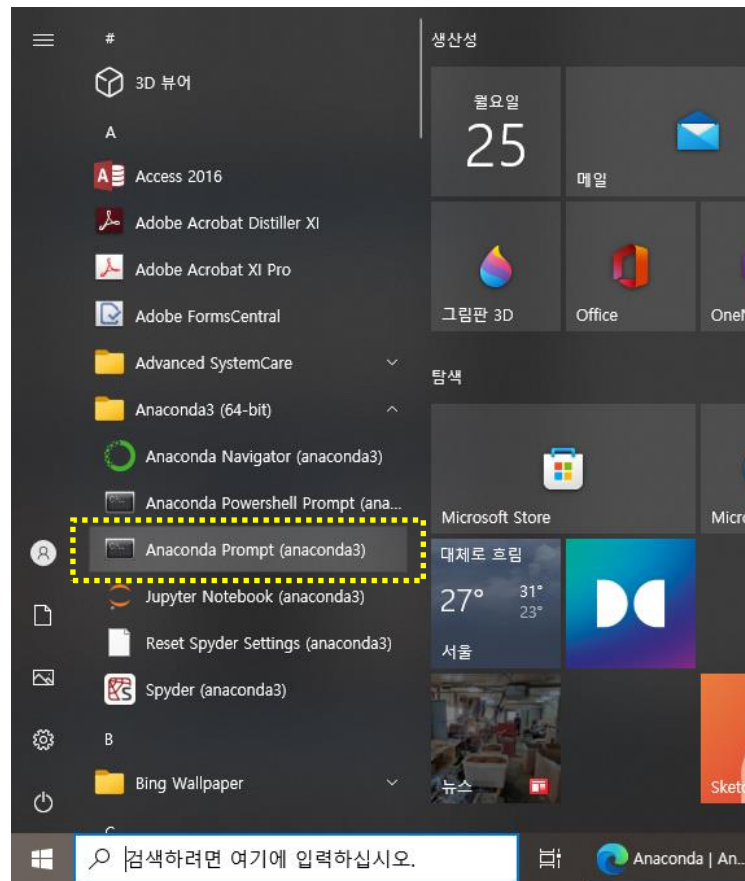 #
3D 뷰어
A
Access 2016
Adobe Acrobat Distiller XI
Adobe Acrobat XI Pro
Adobe FormsCentral
Advanced SystemCare
Anaconda3 (64-bit)
Anaconda Navigator (anaconda3)
Anaconda Powershell Prompt (ana...
Anaconda Prompt (anaconda3)
Jupyter Notebook (anaconda3)
Reset Spyder Settings (anaconda3)
Spyder (anaconda3)
B
Bing Wallpaper
생산성
월요일
25
메일
그림판 3D
Office
OneN
탐색
Microsoft Store
Micro
대체로 흐림
27° 31°
23°
서울
뉴스
Sketc
검색하려면 여기에 입력하십시오.
Anaconda | An...